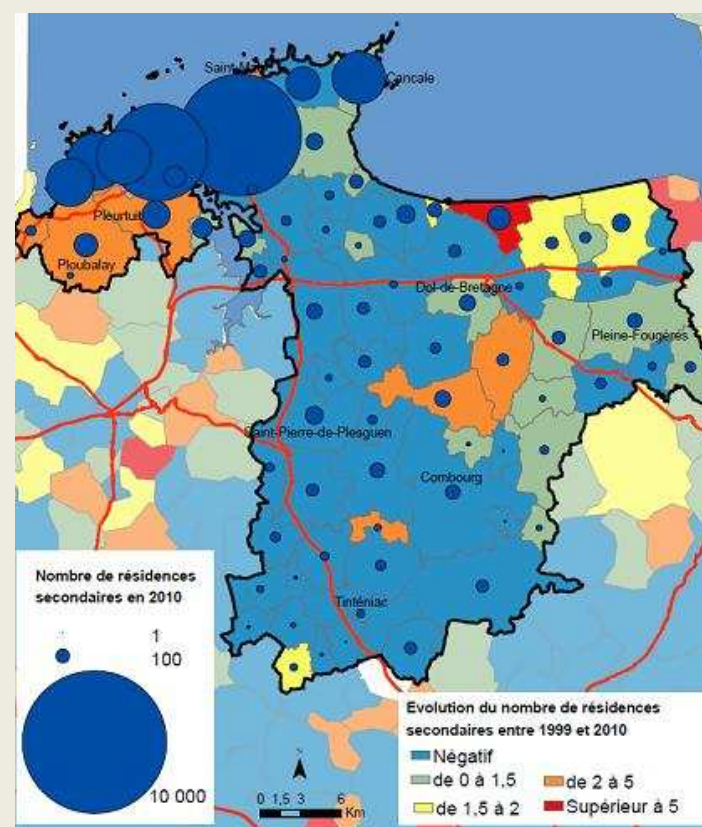 Cancale
Pleurtuit
Ploubalay
Dol-de-Bretagne
Pleine-Fougères
Saint-Pierre-de-Plesguen
Combourg
Tinténiac
Nombre de résidences
secondaires en 2010
1
100
10 000
N
0 1,5 3 6
Km
Evolution du nombre de résidences
secondaires entre 1999 et 2010
Négatif
de 0 à 1,5
de 2 à 5
de 1,5 à 2
Supérieur à 5